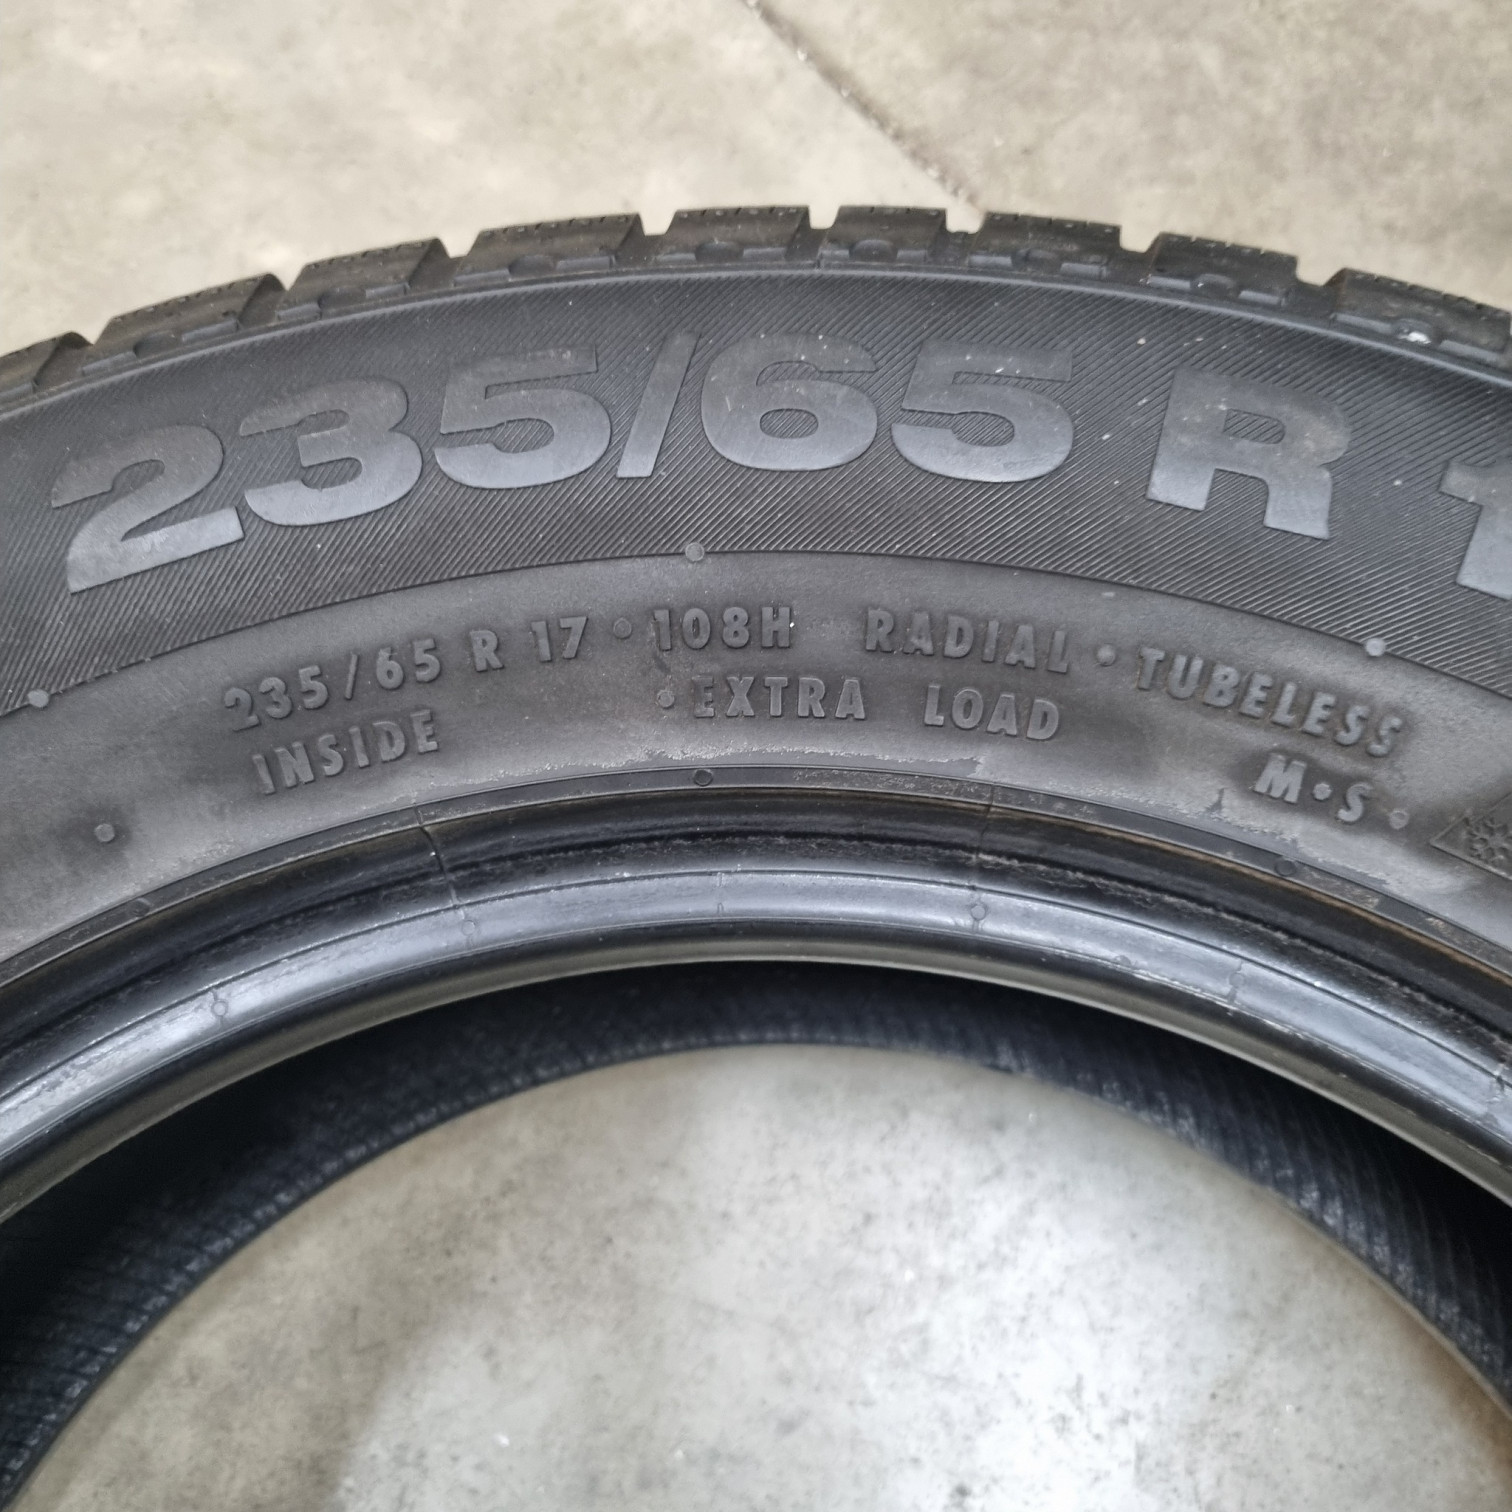 235/65 R 1
235/65 R 17 · 108H RADIAL · TUBELESS
INSIDE · EXTRA LOAD M·S ·